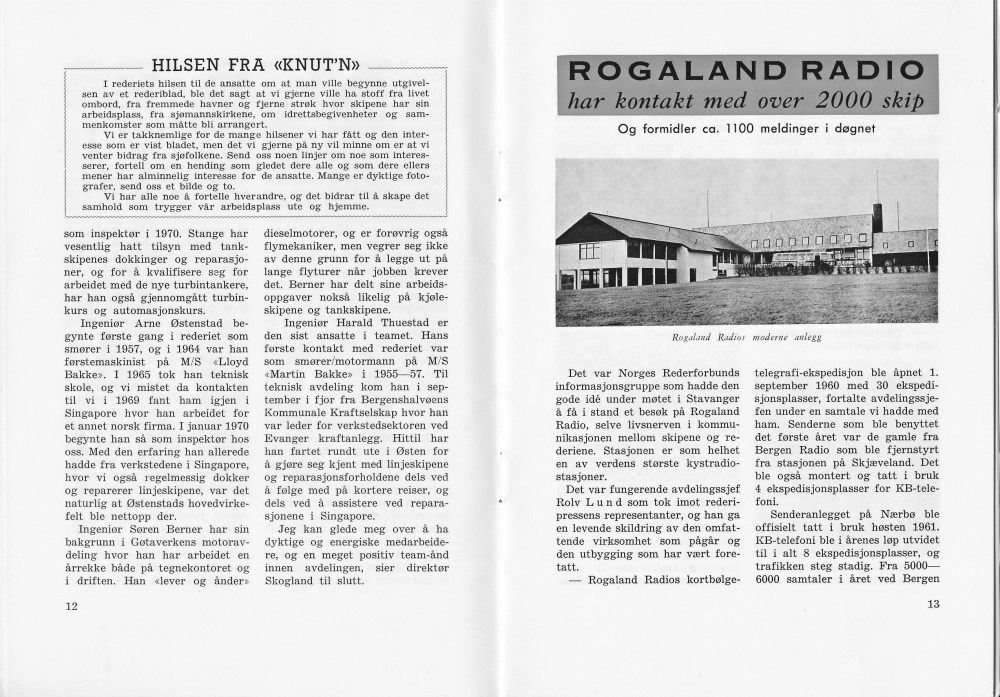 HILSEN FRA «KNUT'N»
I rederiets hilsen til de ansatte om at man ville begynne utgivel-
sen av et rederiblad, ble det sagt at vi gjerne ville ha stoff fra livet
ombord, fra fremmede havner og fjerne strøk hvor skipene har sin
arbeidsplass, fra sjømannskirkene, om idrettsbegivenheter og sam-
menkomster som måtte bli arrangert.
Vi er takknemlige for de mange hilsener vi har fått og den inter-
esse som er vist bladet, men det vi gjerne på ny vil minne om er at vi
venter bidrag fra sjøfolkene. Send oss noen linjer om noe som interes-
serer, fortell om en hending som gledet dere alle og som dere ellers
mener har alminnelig interesse for de ansatte. Mange er dyktige foto-
grafer, send oss et bilde og to.
Vi har alle noe å fortelle hverandre, og det bidrar til å skape det
samhold som trygger vår arbeidsplass ute og hjemme.
som inspektør i 1970. Stange har
vesentlig hatt tilsyn med tank-
skipenes dokkinger og reparasjo-
ner, og for å kvalifisere seg for
arbeidet med de nye turbintankere,
har han også gjennomgått turbin-
kurs og automasjonskurs.
Ingeniør Arne Østenstad be-
gynte første gang i rederiet som
smører i 1957, og i 1964 var han
førstemaskinist på M/S «Lloyd
Bakke». I 1965 tok han teknisk
skole, og vi mistet da kontakten
til vi i 1969 fant ham igjen i
Singapore hvor han arbeidet for
et annet norsk firma. I januar 1970
begynte han så som inspektør hos
oss. Med den erfaring han allerede
hadde fra verkstedene i Singapore,
hvor vi også regelmessig dokker
og reparerer linjeskipene, var det
naturlig at Østenstads hovedvirke-
felt ble nettopp der.
Ingeniør Søren Berner har sin
bakgrunn i Gøtaverkens motorav-
deling hvor han har arbeidet en
årrekke både på tegnekontoret og
i driften. Han «lever og ånder»
dieselmotorer, og er forøvrig også
flymekaniker, men vegrer seg ikke
av denne grunn for å legge ut på
lange flyturer når jobben krever
det. Berner har delt sine arbeids-
oppgaver nokså likelig på kjøle-
skipene og tankskipene.
Ingeniør Harald Thuestad er
den sist ansatte i teamet. Hans
første kontakt med rederiet var
som smører/motormann på M/S
«Martin Bakke» i 1955—57. Til
teknisk avdeling kom han i sep-
tember i fjor fra Bergenshalvøens
Kommunale Kraftselskap hvor han
var leder for verkstedsektoren ved
Evanger kraftanlegg. Hittil har
han fartet rundt ute i Østen for
å gjøre seg kjent med linjeskipene
og reparasjonsforholdene dels ved
å følge med på kortere reiser, og
dels ved å assistere ved repara-
sjonene i Singapore.
Jeg kan glede meg over å ha
dyktige og energiske medarbeide-
re, og en meget positiv team-ånd
innen avdelingen, sier direktør
Skogland til slutt.
12
ROGALAND RADIO
har kontakt med over 2000 skip
Og formidler ca. 1100 meldinger i døgnet
Rogaland Radios moderne anlegg
Det var Norges Rederforbunds
informasjonsgruppe som hadde den
gode idé under møtet i Stavanger
å få i stand et besøk på Rogaland
Radio, selve livsnerven i kommu-
nikasjonen mellom skipene og re-
deriene. Stasjonen er som helhet
en av verdens største kystradio-
stasjoner.
Det var fungerende avdelingssjef
Rolv Lund som tok imot rederi-
pressens representanter, og han ga
en levende skildring av den omfat-
tende virksomhet som pågår og
den utbygging som har vært fore-
tatt.
— Rogaland Radios kortbølge-
telegrafi-ekspedisjon ble åpnet 1.
september 1960 med 30 ekspedi-
sjonsplasser, fortalte avdelingssje-
fen under en samtale vi hadde med
ham. Senderne som ble benyttet
det første året var de gamle fra
Bergen Radio som ble fjernstyrt
fra stasjonen på Skjæveland. Det
ble også montert og tatt i bruk
4 ekspedisjonsplasser for KB-tele-
foni.
Senderanlegget på Nærbø ble
offisielt tatt i bruk høsten 1961.
KB-telefoni ble i årenes løp utvidet
til i alt 8 ekspedisjonsplasser, og
trafikken steg stadig. Fra 5000—
6000 samtaler i året ved Bergen
13